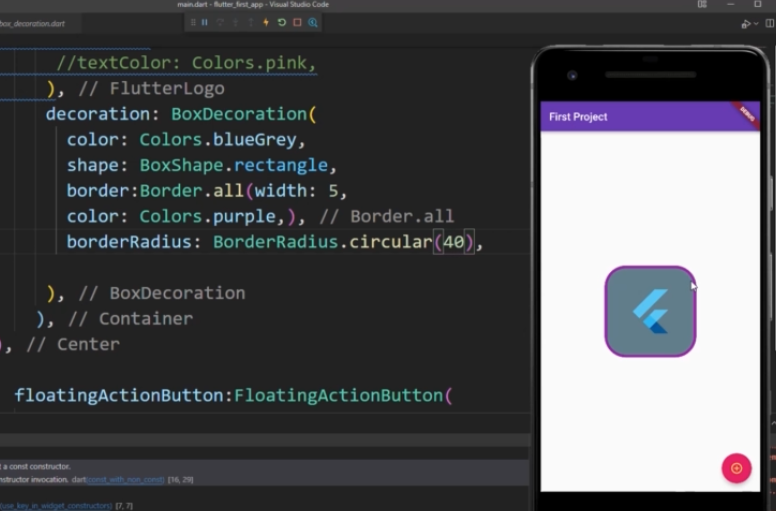 main.dart - flutter_first_app - Visual Studio Code
box_decoration.dart
//textColor: Colors.pink,
), // FlutterLogo
decoration: BoxDecoration(
color: Colors.blueGrey,
shape: BoxShape.rectangle,
border:Border.all(width: 5,
color: Colors.purple,), // Border.all
borderRadius: BorderRadius.circular(40),
), // BoxDecoration
), // Container
), // Center
floatingActionButton:FloatingActionButton(
t a const constructor.
nstructor invocation. dart(const_with_non_const) [16, 29]
(use_key_in_widget_constructors) [7, 7]
First Project
DEBUG